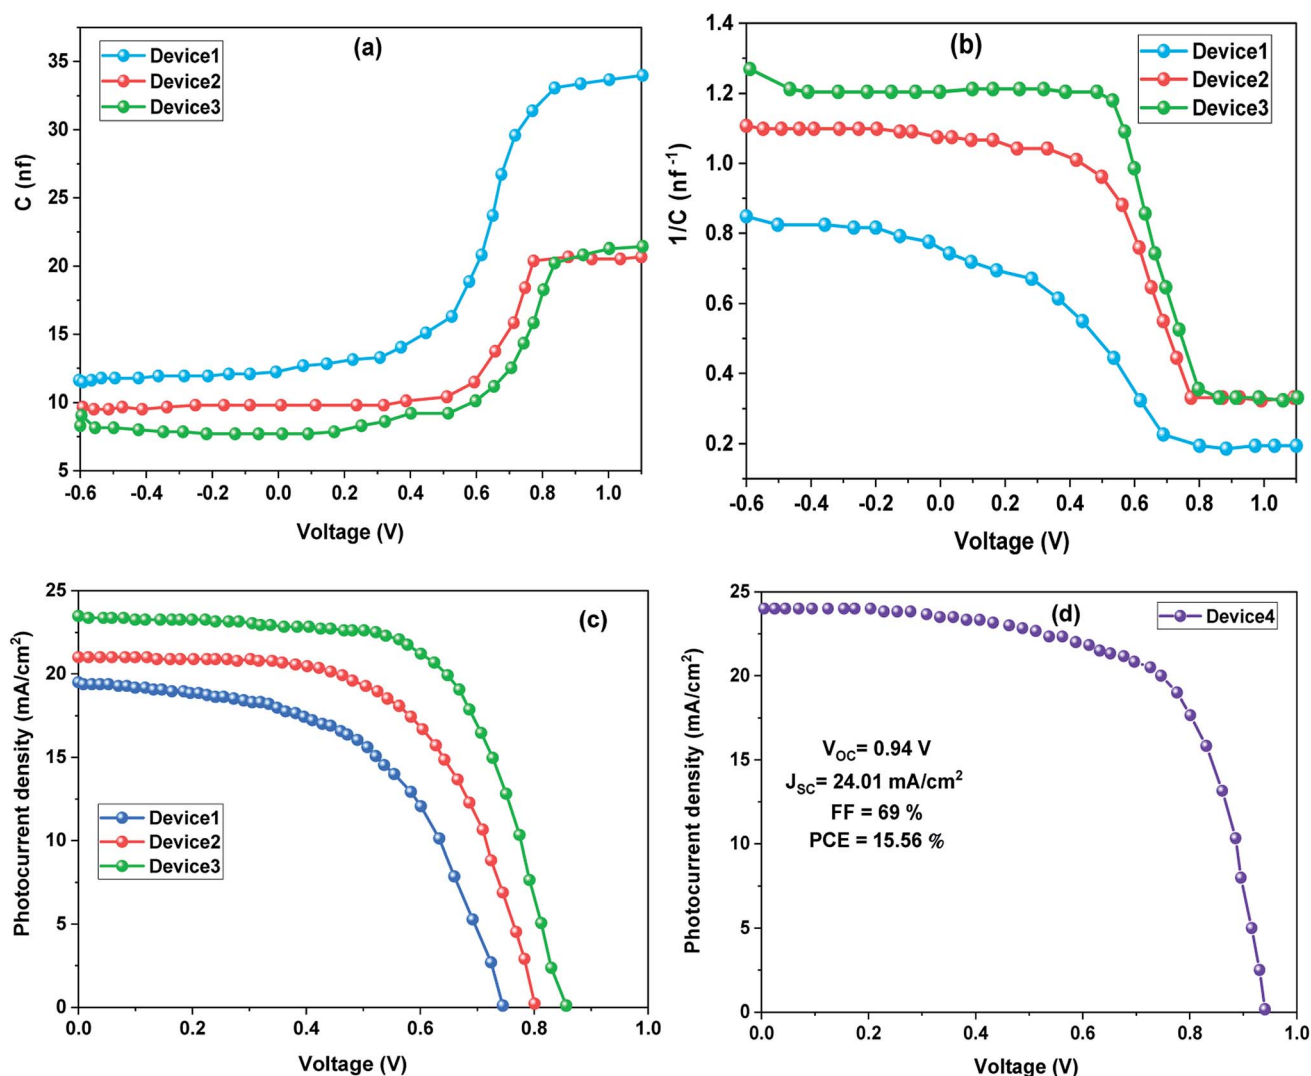 (a)
Device1
Device2
Device3
35
30
25
20
15
10
5
C (nf)
-0.6 -0.4 -0.2 0.0 0.2 0.4 0.6 0.8 1.0
Voltage (V)
(b)
Device1
Device2
Device3
1.4
1.2
1.0
0.8
0.6
0.4
0.2
1/C (nf⁻¹)
-0.6 -0.4 -0.2 0.0 0.2 0.4 0.6 0.8 1.0
Voltage (V)
(c)
25
20
15
10
5
0
Photocurrent density (mA/cm²)
Device1
Device2
Device3
0.0 0.2 0.4 0.6 0.8 1.0
Voltage (V)
(d)
Device4
25
20
15
10
5
0
Photocurrent density (mA/cm²)
V_OC= 0.94 V
J_SC= 24.01 mA/cm²
FF = 69 %
PCE = 15.56 %
0.0 0.2 0.4 0.6 0.8 1.0
Voltage (V)